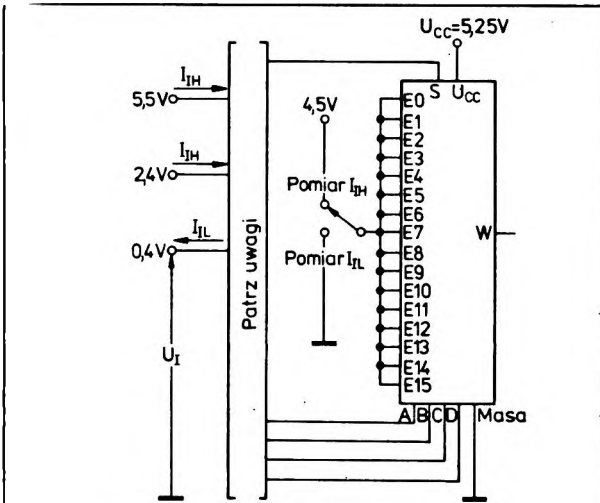 U_CC=5,25V
S U_CC
I_IH
5,5V
I_IH
2,4V
I_IL
0,4V
U_I
Patrz uwagi
4,5V
Pomiar I_IH
Pomiar I_IL
E0
E1
E2
E3
E4
E5
E6
E7
E8
E9
E10
E11
E12
E13
E14
E15
W
A B C D Masa